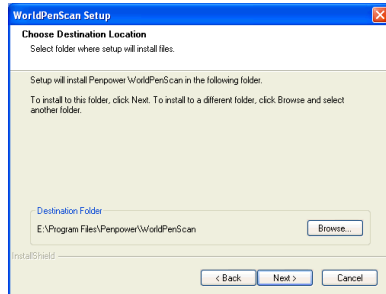 WorldPenScan Setup
Choose Destination Location
Select folder where setup will install files.
Setup will install Penpower WorldPenScan in the following folder.
To install to this folder, click Next. To install to a different folder, click Browse and select
another folder.
Destination Folder
E:\Program Files\Penpower\WorldPenScan
Browse...
InstallShield
< Back
Next >
Cancel